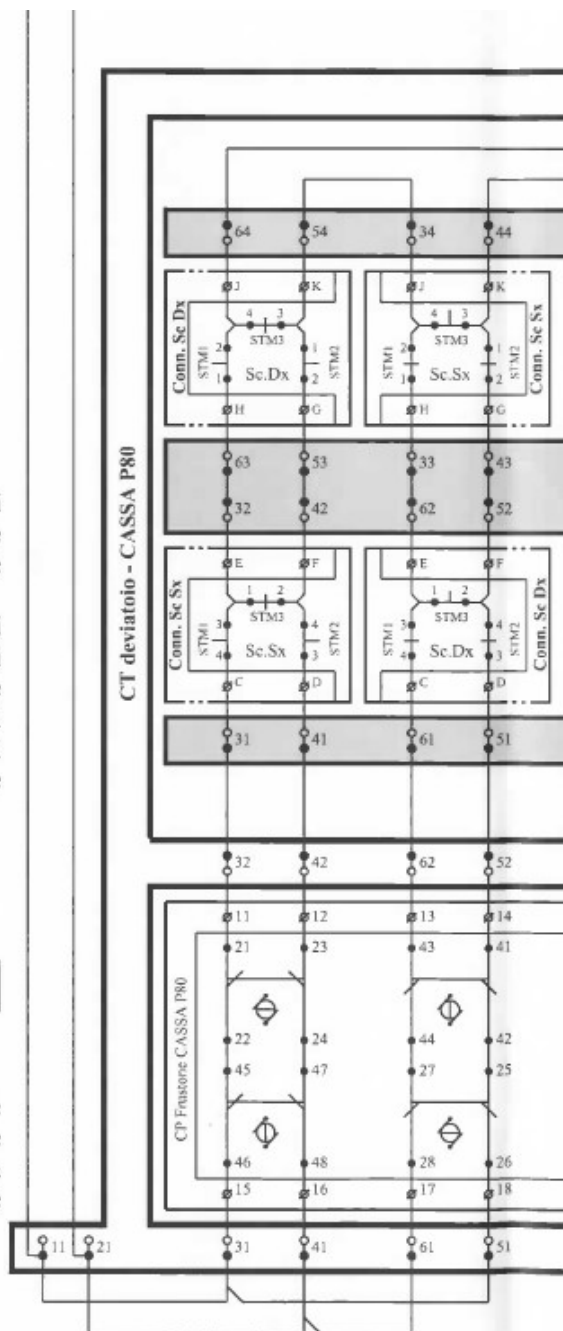 64 54 34 44
J K J K
4 3 4 3
Conn. Sc Dx STM1 2 STM3 1 STM2 2 STM3 1 STM2 Conn. Sc Sx
STM1
1 Sc.Dx 2 1 Sc.Sx 2
H G H G
63 53 33 43
32 42 62 52
CT deviatoio - CASSA P80
E F E F
1 2 1 2
Conn. Sc Sx STM1 3 STM3 4 STM2 3 STM3 4 STM2 Conn. Sc Dx
STM1
4 Sc.Sx 3 4 Sc.Dx 3
C D C D
31 41 61 51
32 42 62 52
11 12 13 14
21 23 43 41
CP Frustone CASSA P80
22 24 44 42
45 47 27 25
46 48 28 26
15 16 17 18
11 21 31 41 61 51